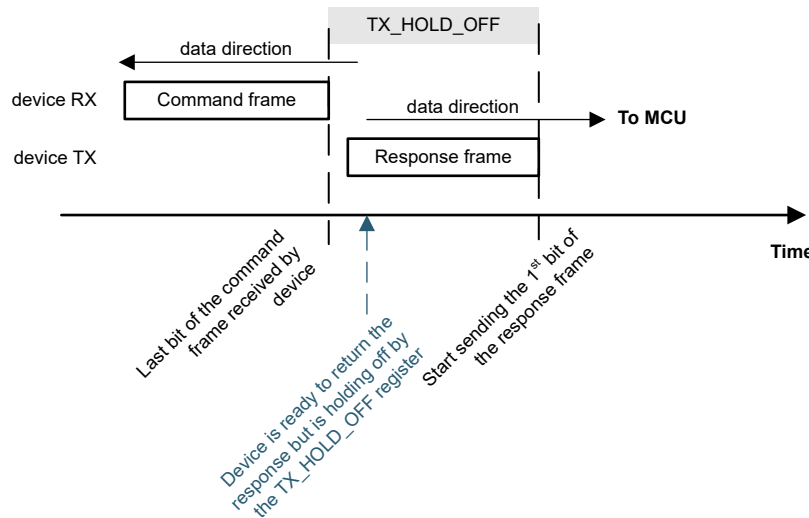 TX_HOLD_OFF
data direction
device RX
Command frame
data direction
To MCU
device TX
Response frame
Time
Last bit of the command
frame received by
device
Device is ready to return the
response but is holding off by
the TX_HOLD_OFF register
Start sending the 1st bit of
the response frame